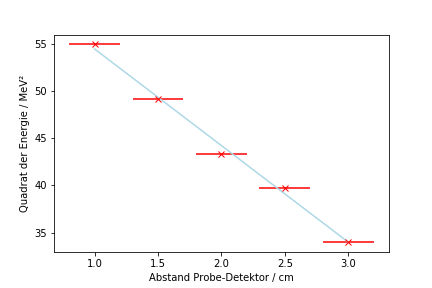 55
50
45
40
35
Quadrat der Energie / MeV²
1.0 1.5 2.0 2.5 3.0
Abstand Probe-Detektor / cm